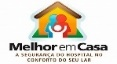 Melhor em Casa
A SEGURANÇA DO HOSPITAL NO
CONFORTO DO SEU LAR